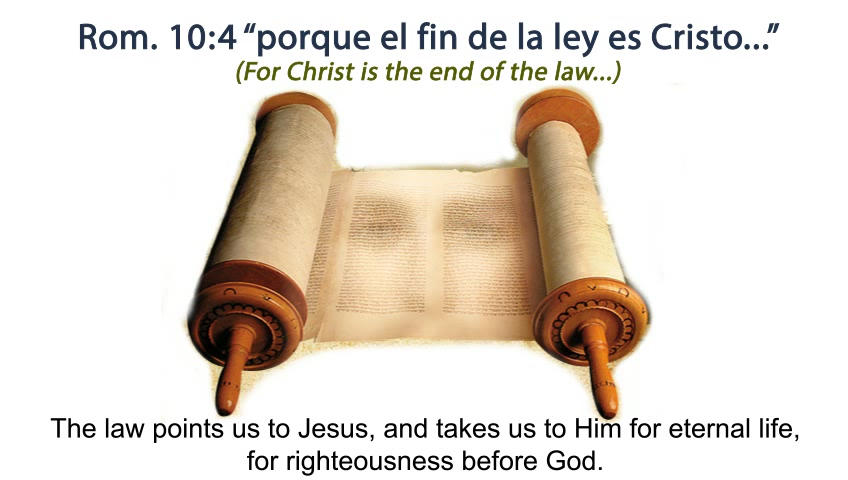 Rom. 10:4 “porque el fin de la ley es Cristo...”
(For Christ is the end of the law...)
The law points us to Jesus, and takes us to Him for eternal life,
for righteousness before God.